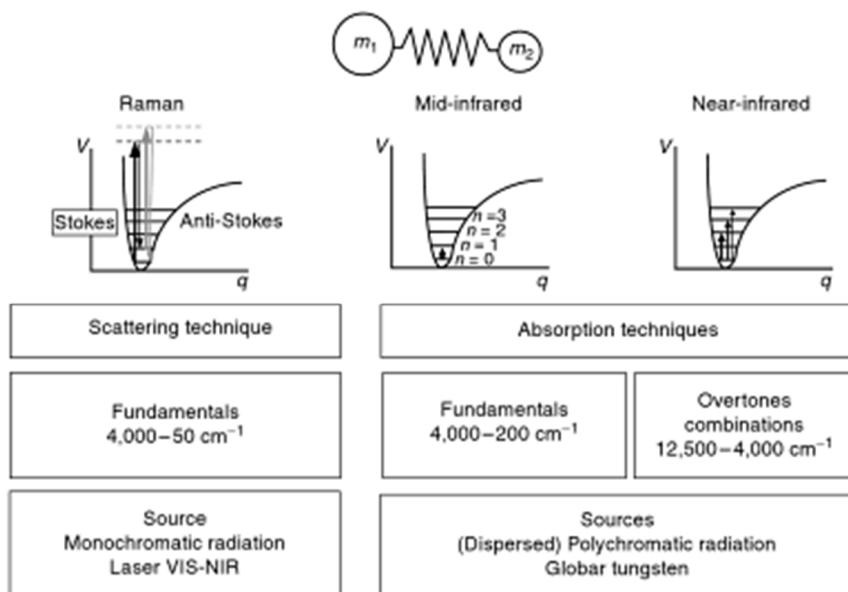 m1 m2
Raman Mid-infrared Near-infrared
V V V
Stokes Anti-Stokes
n =3
n = 2
n = 1
n = 0
q q q
Scattering technique Absorption techniques
Fundamentals
4,000–50 cm−1
Fundamentals
4,000–200 cm−1
Overtones
combinations
12,500–4,000 cm−1
Source
Monochromatic radiation
Laser VIS-NIR
Sources
(Dispersed) Polychromatic radiation
Globar tungsten